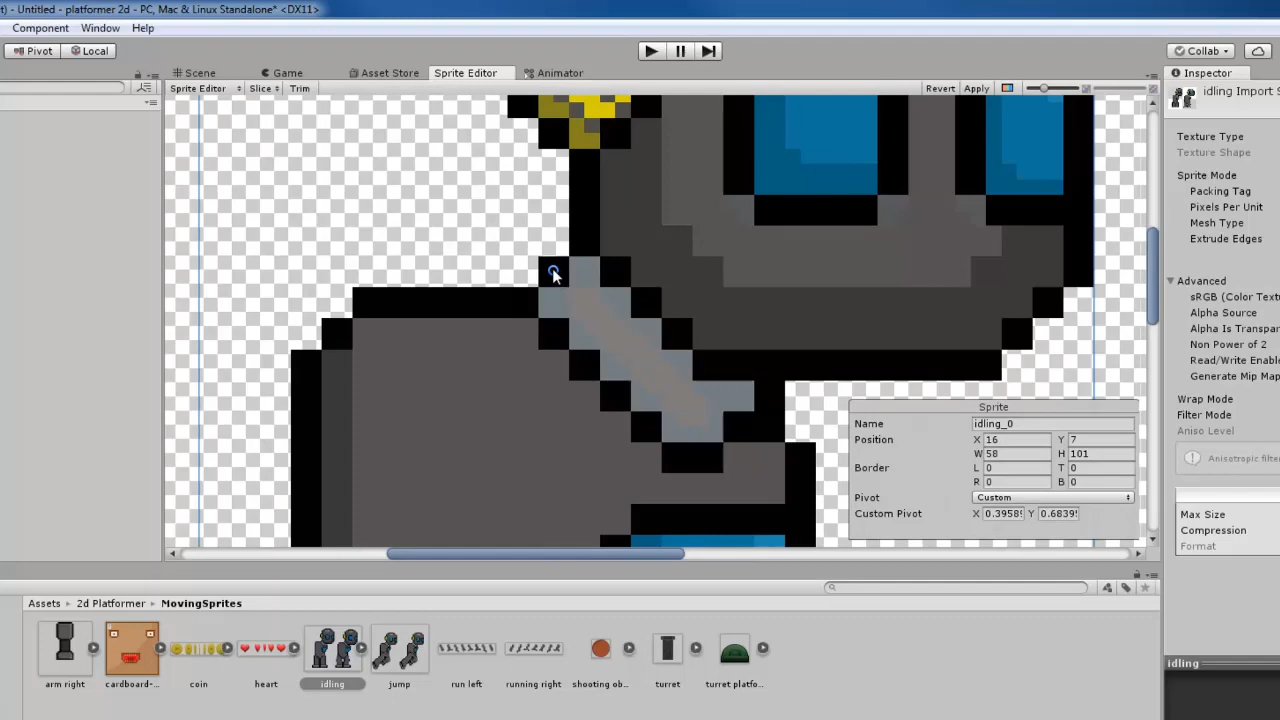 t) - Untitled - platformer 2d - PC, Mac & Linux Standalone* <DX11>
Component Window Help
Pivot Local Collab
Scene Game Asset Store Sprite Editor Animator Inspector
Sprite Editor Slice Trim Revert Apply
idling Import S
Texture Type
Texture Shape
Sprite Mode
Packing Tag
Pixels Per Unit
Mesh Type
Extrude Edges
Advanced
sRGB (Color Textu
Alpha Source
Alpha Is Transpar
Non Power of 2
Read/Write Enable
Generate Mip Map
Wrap Mode
Filter Mode
Aniso Level
Anisotropic filte
Max Size
Compression
Format
Sprite
Name idling_0
Position X 16 Y 7
W 58 H 101
Border L 0 T 0
R 0 B 0
Pivot Custom
Custom Pivot X 0.3958 Y 0.6839
Assets 2d Platformer MovingSprites
arm right cardboard-... coin heart idling jump run left running right shooting ob... turret turret platfo...
idling